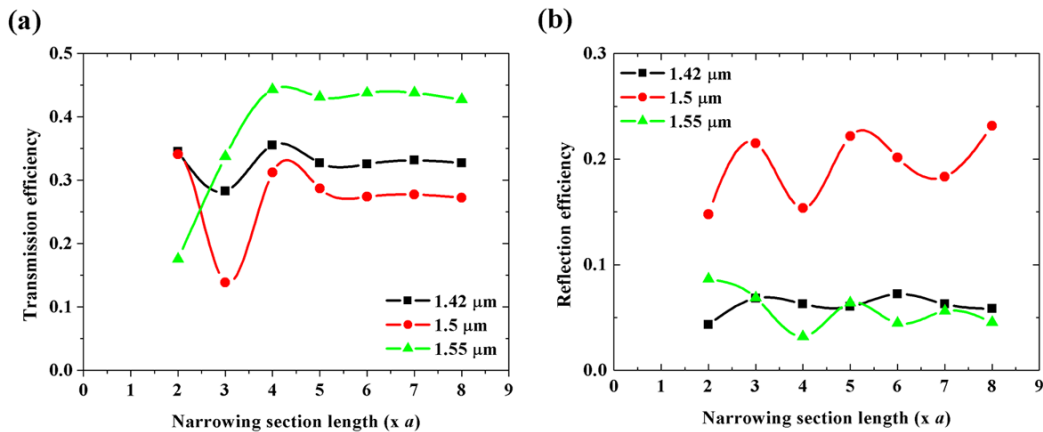 (a)
0.5
0.4
0.3
0.2
0.1
0.0
Transmission efficiency
1.42 μm
1.5 μm
1.55 μm
0 1 2 3 4 5 6 7 8 9
Narrowing section length (x a)
(b)
0.3
0.2
0.1
0.0
Reflection efficiency
1.42 μm
1.5 μm
1.55 μm
0 1 2 3 4 5 6 7 8 9
Narrowing section length (x a)